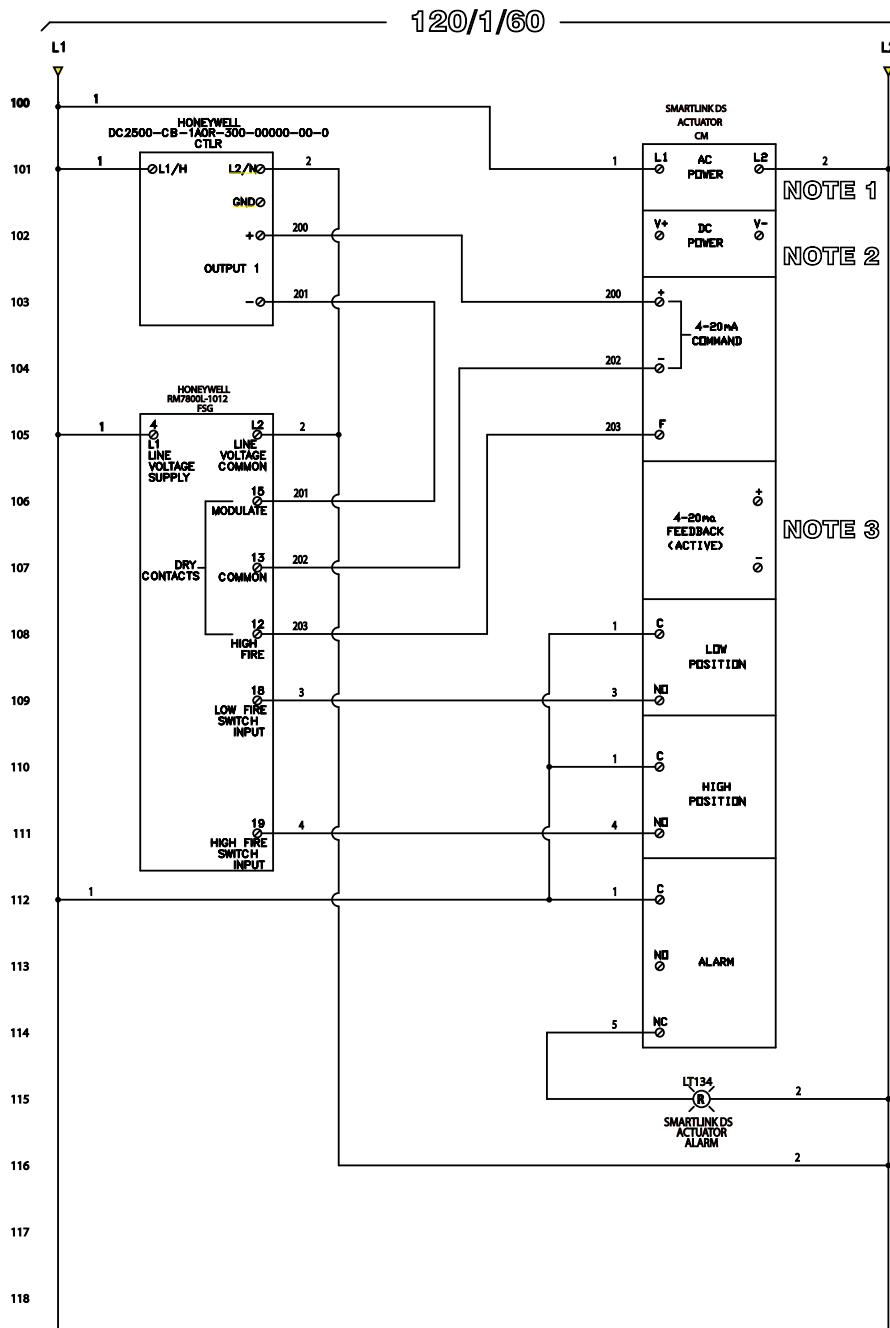 120/1/60
L1
L2
100
1
SMARTLINK DS
ACTUATOR
CM
HONEYWELL
DC2500-CB-1A0R-300-00000-00-0
CTLR
101
1
L1/H
L2/N
2
1
L1
AC
POWER
L2
2
NOTE 1
GND
102
+
200
V+
DC
POWER
V-
NOTE 2
OUTPUT 1
103
-
201
200
+
4-20mA
COMMAND
104
202
-
HONEYWELL
RM7800L-1012
FSG
105
1
4
L1
LINE
VOLTAGE
SUPPLY
L2
LINE
VOLTAGE
COMMON
2
203
F
106
15
MODULATE
201
+
4-20ma
FEEDBACK
(ACTIVE)
NOTE 3
107
DRY
CONTACTS
13
COMMON
202
-
108
12
HIGH
FIRE
203
1
C
LOW
POSITION
109
18
LOW FIRE
SWITCH
INPUT
3
3
NO
110
1
C
HIGH
POSITION
111
19
HIGH FIRE
SWITCH
INPUT
4
4
NO
112
1
1
C
113
NO
ALARM
114
5
NC
115
LT134
R
2
SMARTLINK DS
ACTUATOR
ALARM
116
2
117
118